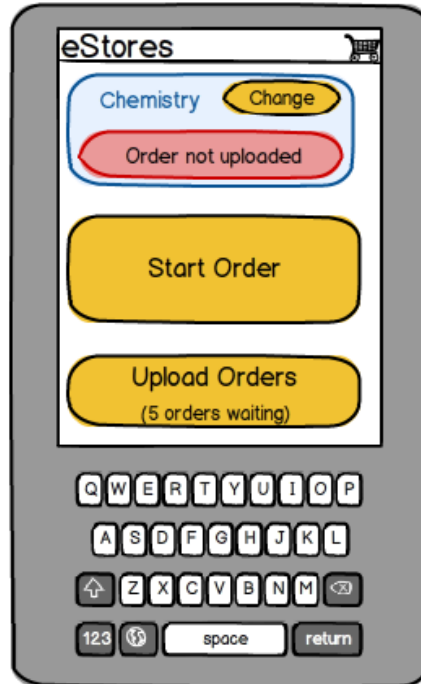 eStores
Chemistry Change
Order not uploaded
Start Order
Upload Orders
(5 orders waiting)
Q W E R T Y U I O P
A S D F G H J K L
Z X C V B N M
123 space return